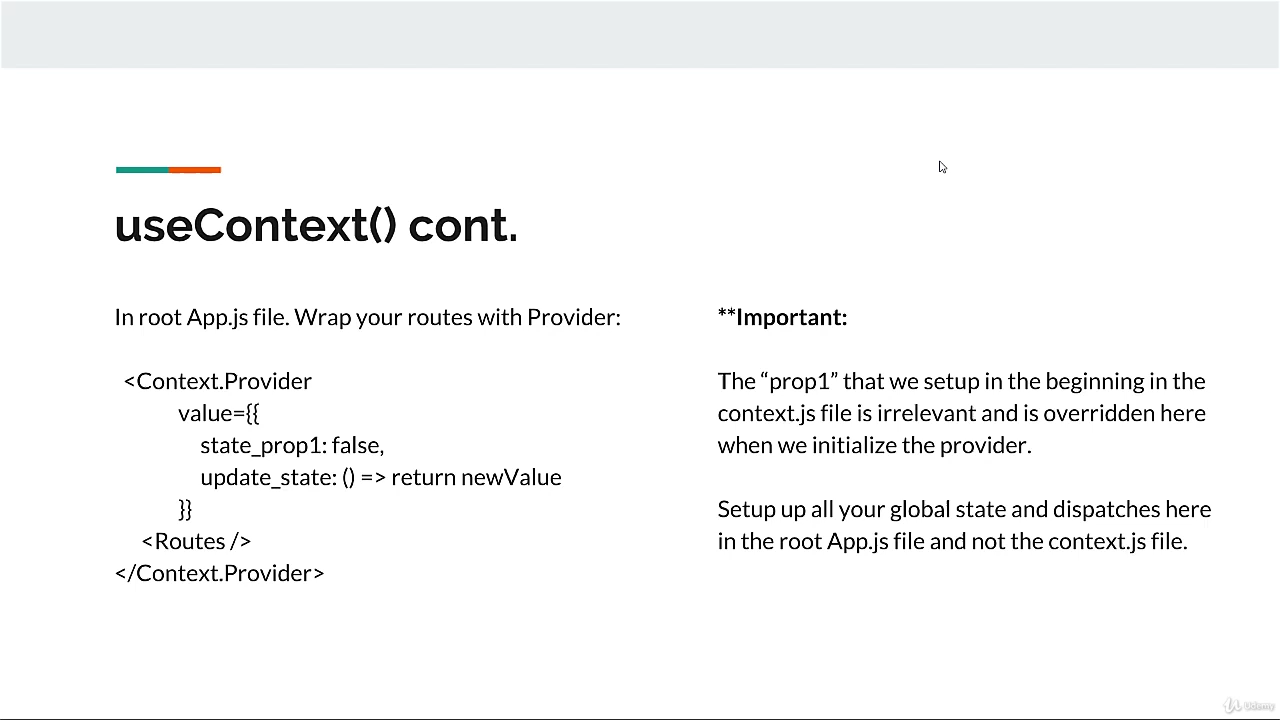 useContext() cont.
In root App.js file. Wrap your routes with Provider:
<Context.Provider
value={{
state_prop1: false,
update_state: () => return newValue
}}
<Routes />
</Context.Provider>
**Important:
The “prop1” that we setup in the beginning in the
context.js file is irrelevant and is overridden here
when we initialize the provider.
Setup up all your global state and dispatches here
in the root App.js file and not the context.js file.
Udemy